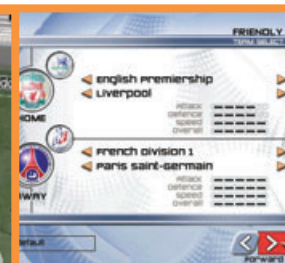 FRIENDLY
TEAM SELECT
English Premiership
Liverpool
Attack
Defence
Speed
Overall
HOME
French Division 1
Paris Saint-Germain
Attack
Defence
Speed
Overall
AWAY
Default
Forward